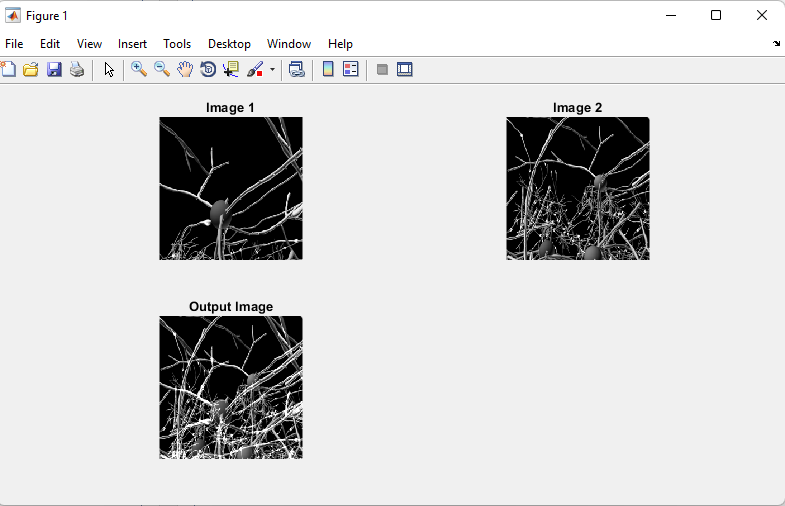 Figure 1
File Edit View Insert Tools Desktop Window Help
Image 1
Image 2
Output Image